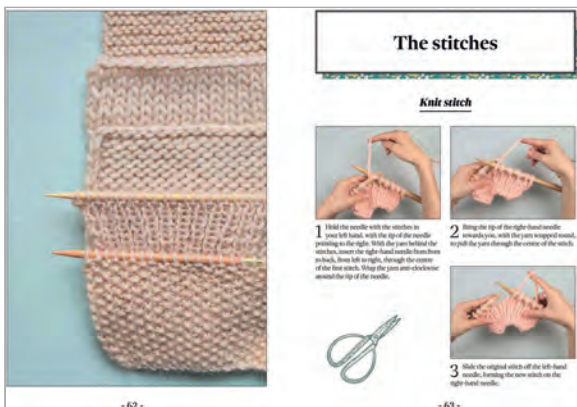 The stitches
Knit stitch
1 Hold the needle with the stitches in
your left hand, with the tip of the needle
pointing to the right. With the yarn behind the
stitches, insert the right-hand needle from front
to back, from left to right, through the centre
of the first stitch. Wrap the yarn anti-clockwise
around the tip of the needle.
2 Bring the tip of the right-hand needle
towards you, with the yarn wrapped round,
to pull the yarn through the centre of the stitch.
3 Slide the original stitch off the left-hand
needle, forming the new stitch on the
right-hand needle.
- 62 -
- 63 -